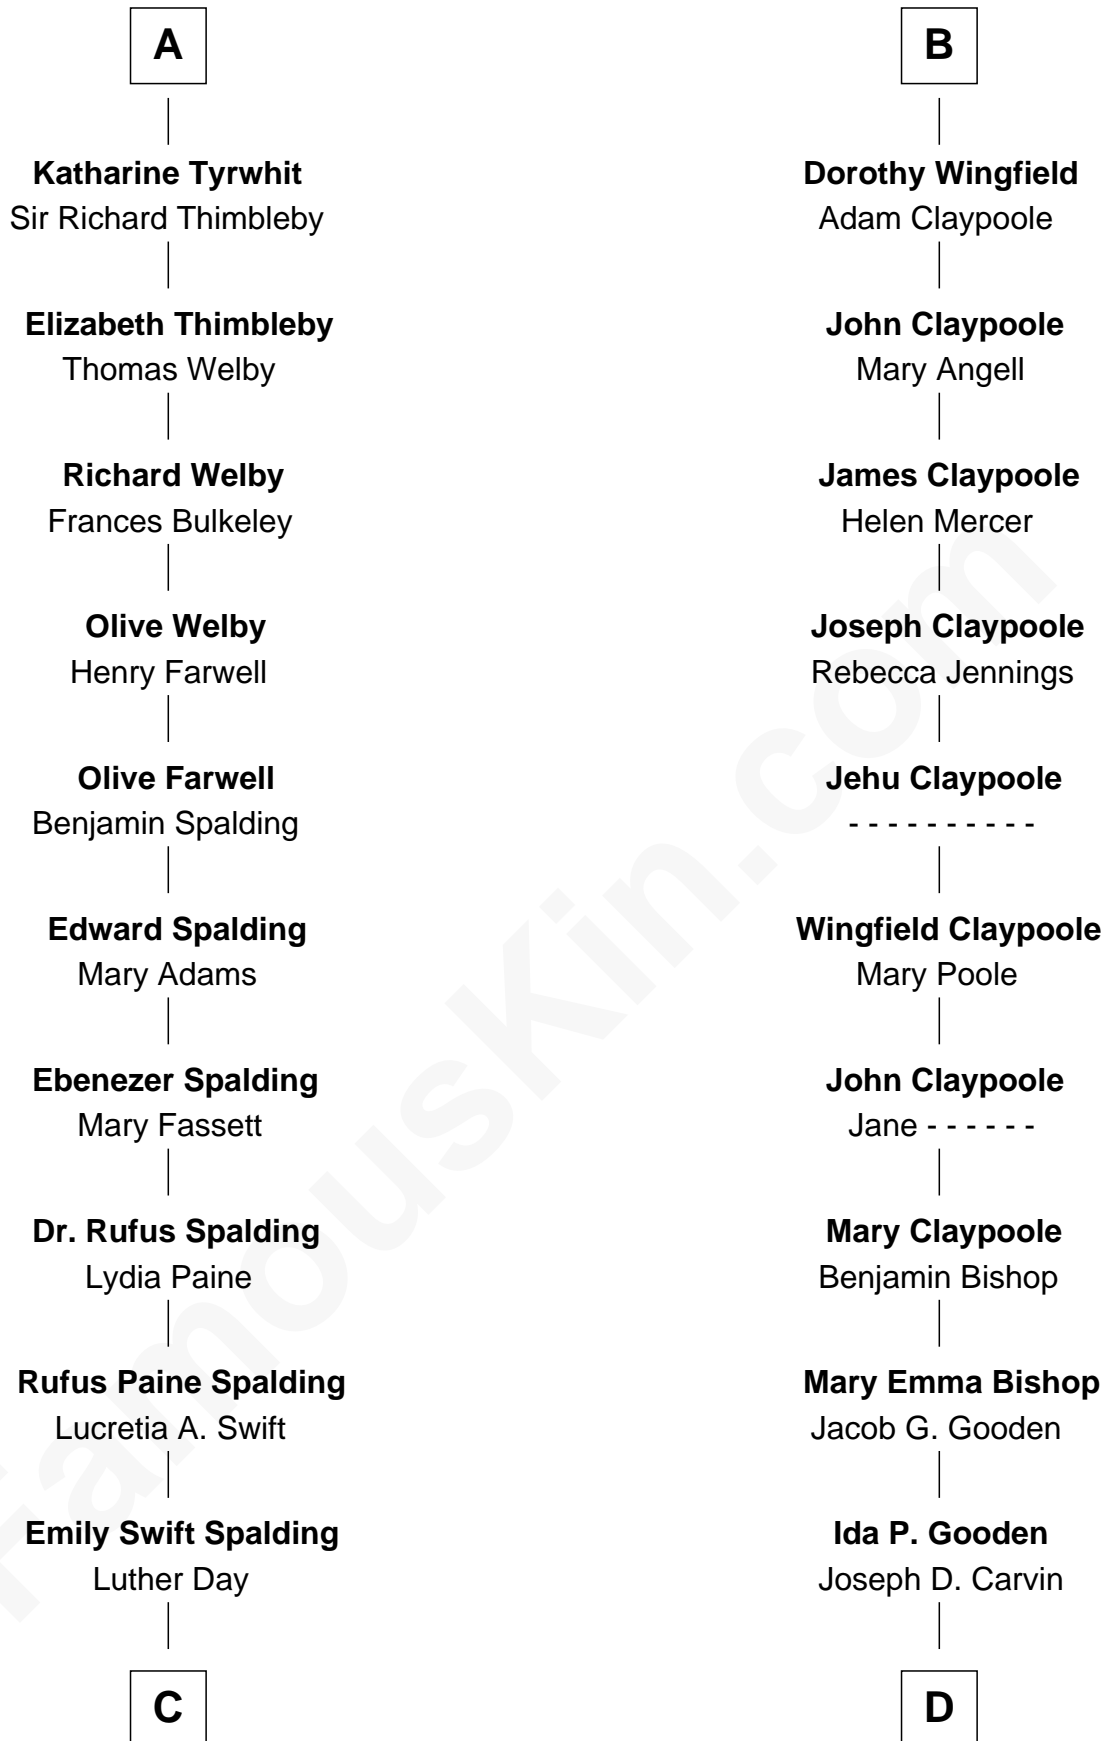 A
Katharine Tyrwhit
Sir Richard Thimbleby
Elizabeth Thimbleby
Thomas Welby
Richard Welby
Frances Bulkeley
Olive Welby
Henry Farwell
Olive Farwell
Benjamin Spalding
Edward Spalding
Mary Adams
Ebenezer Spalding
Mary Fassett
Dr. Rufus Spalding
Lydia Paine
Rufus Paine Spalding
Lucretia A. Swift
Emily Swift Spalding
Luther Day
C
B
Dorothy Wingfield
Adam Claypoole
John Claypoole
Mary Angell
James Claypoole
Helen Mercer
Joseph Claypoole
Rebecca Jennings
Jehu Claypoole
- - - - - - - - - -
Wingfield Claypoole
Mary Poole
John Claypoole
Jane - - - - - -
Mary Claypoole
Benjamin Bishop
Mary Emma Bishop
Jacob G. Gooden
Ida P. Gooden
Joseph D. Carvin
D
FamousKin.com